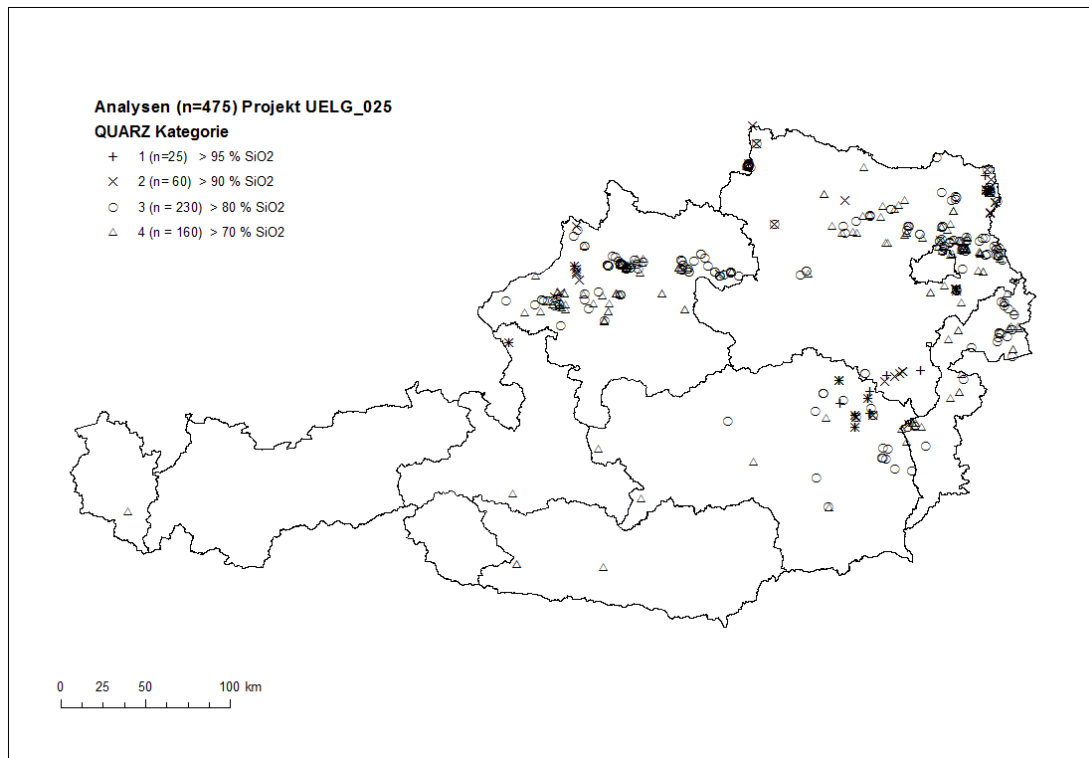 Analysen (n=475) Projekt UELG_025
QUARZ Kategorie
+ 1 (n=25) > 95 % SiO2
× 2 (n=60) > 90 % SiO2
○ 3 (n= 230) > 80 % SiO2
△ 4 (n = 160) > 70 % SiO2
0 25 50 100 km